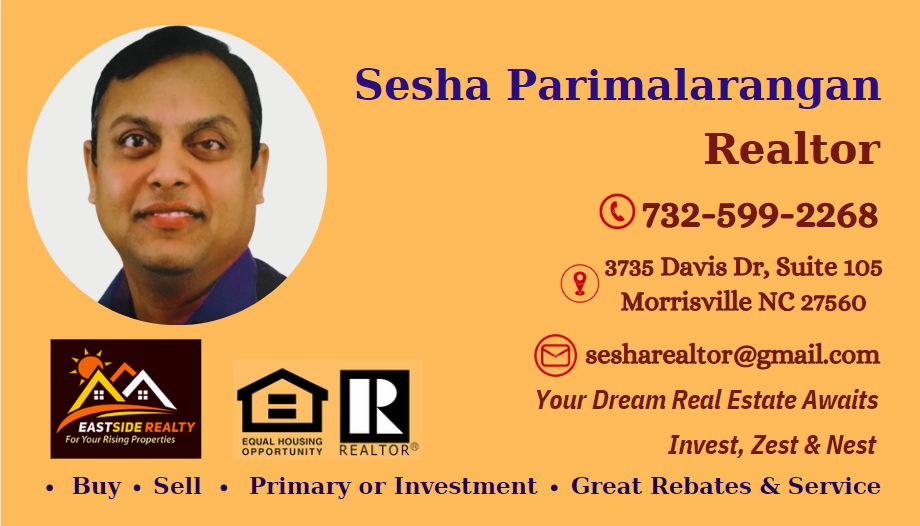 Sesha Parimalarangan
Realtor
732-599-2268
3735 Davis Dr, Suite 105
Morrisville NC 27560
sesharealtor@gmail.com
Your Dream Real Estate Awaits
Invest, Zest & Nest
EASTSIDE REALTY
For Your Rising Properties
EQUAL HOUSING
OPPORTUNITY
R
REALTOR®
• Buy • Sell • Primary or Investment • Great Rebates & Service